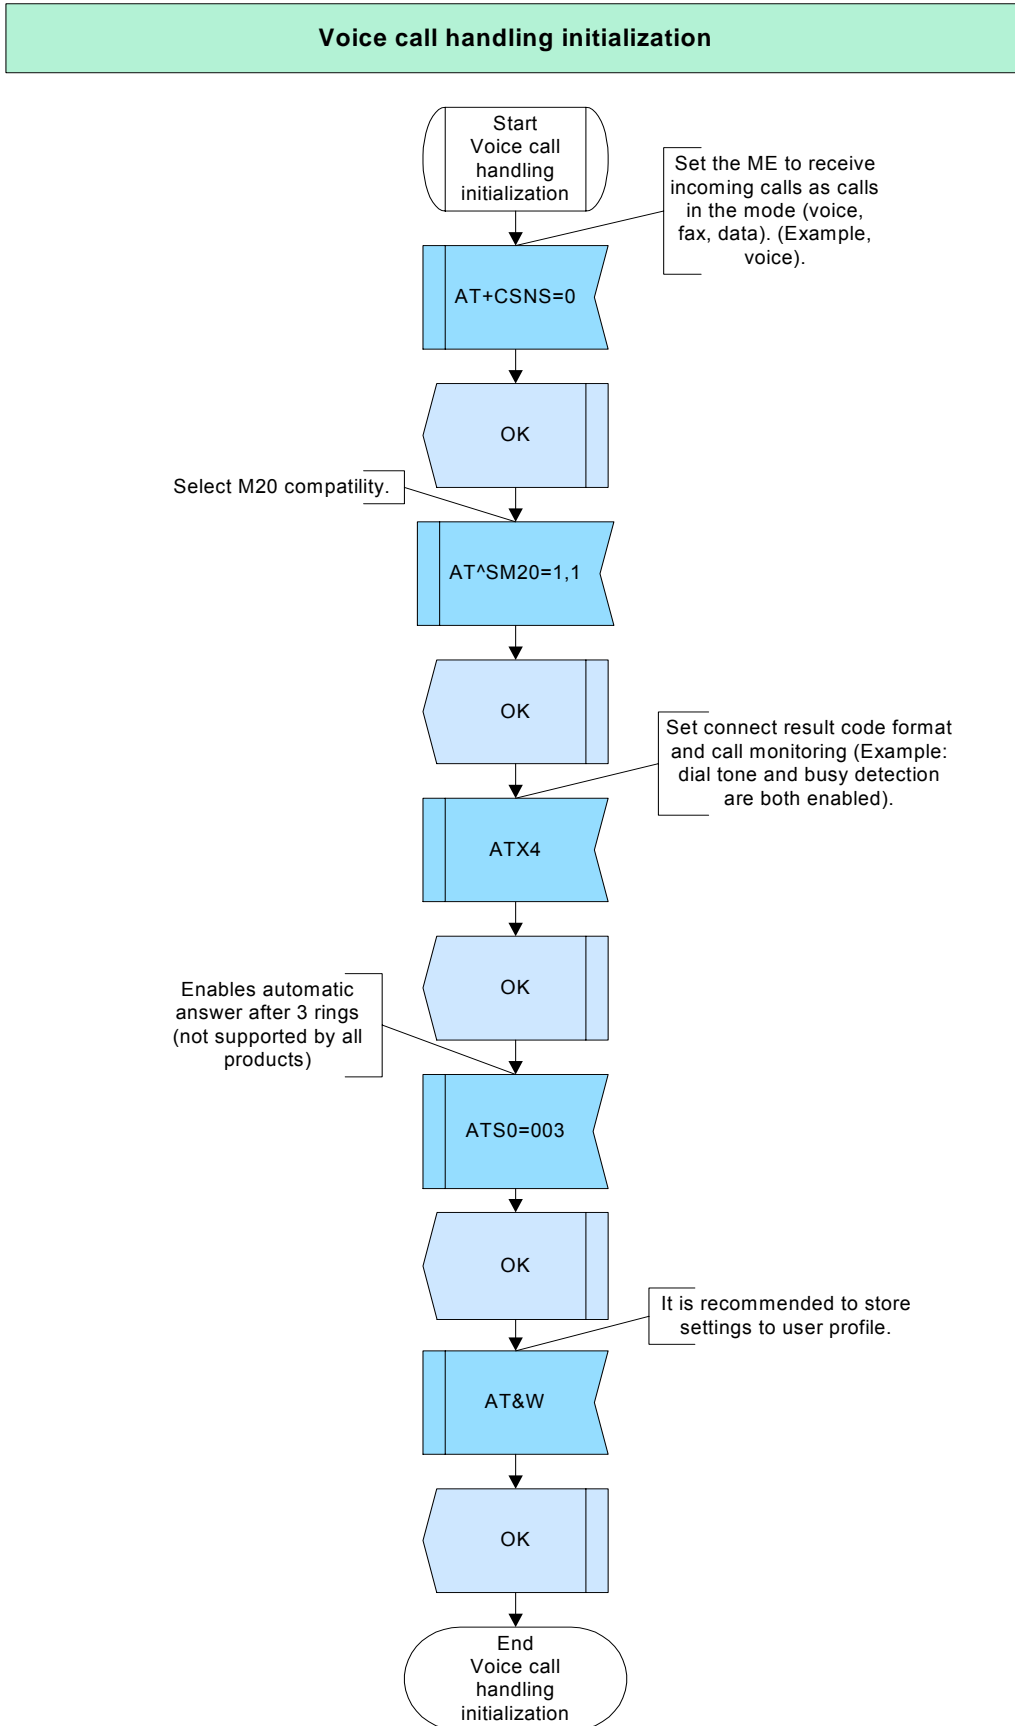 Voice call handling initialization
Start
Voice call
handling
initialization
Set the ME to receive
incoming calls as calls
in the mode (voice,
fax, data). (Example,
voice).
AT+CSNS=0
OK
Select M20 compatility.
AT^SM20=1,1
OK
Set connect result code format
and call monitoring (Example:
dial tone and busy detection
are both enabled).
ATX4
OK
Enables automatic
answer after 3 rings
(not supported by all
products)
ATS0=003
OK
It is recommended to store
settings to user profile.
AT&W
OK
End
Voice call
handling
initialization